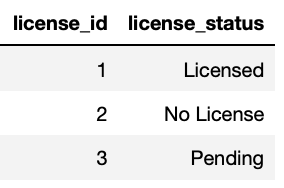 license_id license_status
1 Licensed
2 No License
3 Pending